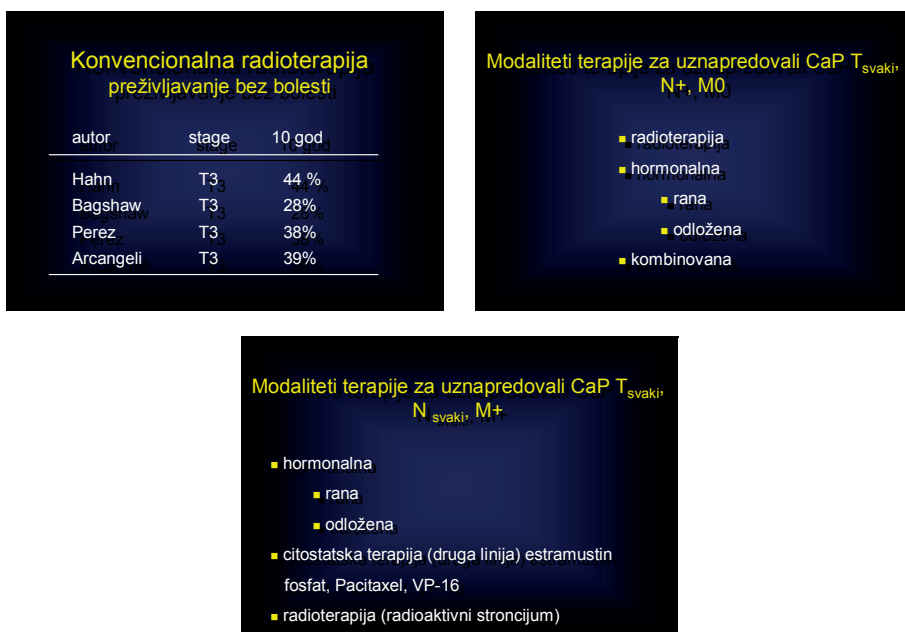 Konvencionalna radioterapija
preživljavanje bez bolesti
autor stage 10 god
Hahn T3 44 %
Bagshaw T3 28%
Perez T3 38%
Arcangeli T3 39%
Modaliteti terapije za uznapredovali CaP Tsvaki,
N+, M0
radioterapija
hormonalna
rana
odložena
kombinovana
Modaliteti terapije za uznapredovali CaP Tsvaki,
N svaki, M+
hormonalna
rana
odložena
citostatska terapija (druga linija) estramustin
fosfat, Pacitaxel, VP-16
radioterapija (radioaktivni stroncijum)